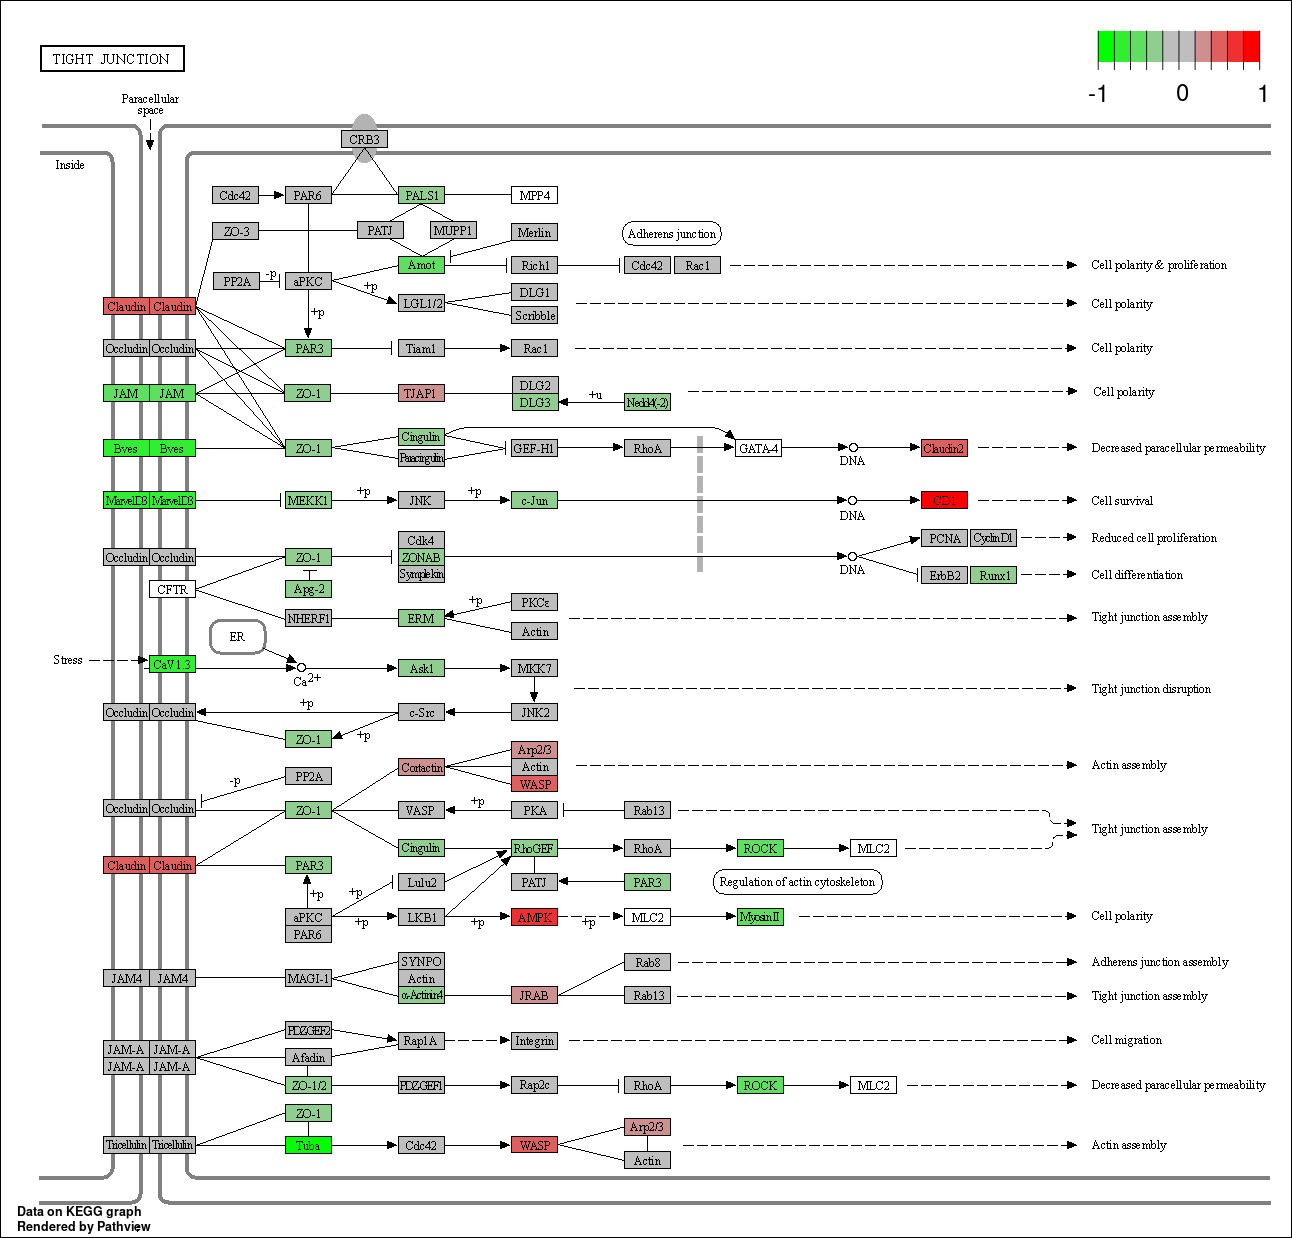 TIGHT JUNCTION
-1 0 1
Paracellular
space
CRB3
Inside
Cdc42 PAR6 PALS1 MPP4
ZO-3 PATJ MUPP1 Merlin Adherens junction
Amot Rich1 Cdc42 Rac1 Cell polarity & proliferation
PP2A -p aPKC +p
LGL1/2 DLG1 Cell polarity
Claudin Claudin +p Scribble
Occludin Occludin PAR3 Tiam1 Rac1 Cell polarity
JAM JAM ZO-1 TJAP1 DLG2 Cell polarity
DLG3 +u Nedd4(-2)
Cingulin
Bves Bves ZO-1 GEF-H1 RhoA GATA-4 DNA Claudin2 Decreased paracellular permeability
Paracingulin
MarvelD3 MarvelD3 MEKK1 +p JNK +p c-Jun DNA CD1 Cell survival
Cdk4 PCNA CyclinD1 Reduced cell proliferation
Occludin Occludin ZO-1 ZONAB DNA
Symplekin ErbB2 Runx1 Cell differentiation
CFTR Apg-2
+p PKCε
NHERF1 ERM Tight junction assembly
Actin
ER
Stress CaV1.3 Ca2+ Ask1 MKK7
Tight junction disruption
Occludin Occludin +p c-Src JNK2
ZO-1 +p
Arp2/3
Cortactin Actin Actin assembly
-p PP2A WASP
Occludin Occludin ZO-1 VASP +p PKA Rab13
Tight junction assembly
Cingulin RhoGEF RhoA ROCK MLC2
Claudin Claudin PAR3
+p +p Lulu2 PATJ PAR3 Regulation of actin cytoskeleton
aPKC +p LKB1 +p AMPK +p MLC2 MyosinII Cell polarity
PAR6
SYNPO Rab8 Adherens junction assembly
JAM4 JAM4 MAGI-1 Actin
α-Actinin4 JRAB Rab13 Tight junction assembly
PDZGEF2
JAM-A JAM-A Rap1A Integrin Cell migration
JAM-A JAM-A Afadin
ZO-1/2 PDZGEF1 Rap2c RhoA ROCK MLC2 Decreased paracellular permeability
ZO-1
Arp2/3
Tricellulin Tricellulin Tuba Cdc42 WASP Actin assembly
Actin
Data on KEGG graph
Rendered by Pathview